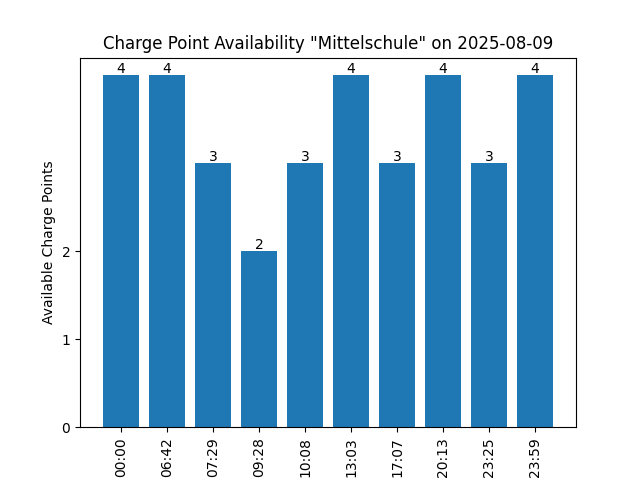 Charge Point Availability "Mittelschule" on 2025-08-09
4 4 3 2 3 4 3 4 3 4
Available Charge Points
2
1
0
00:00 06:42 07:29 09:28 10:08 13:03 17:07 20:13 23:25 23:59